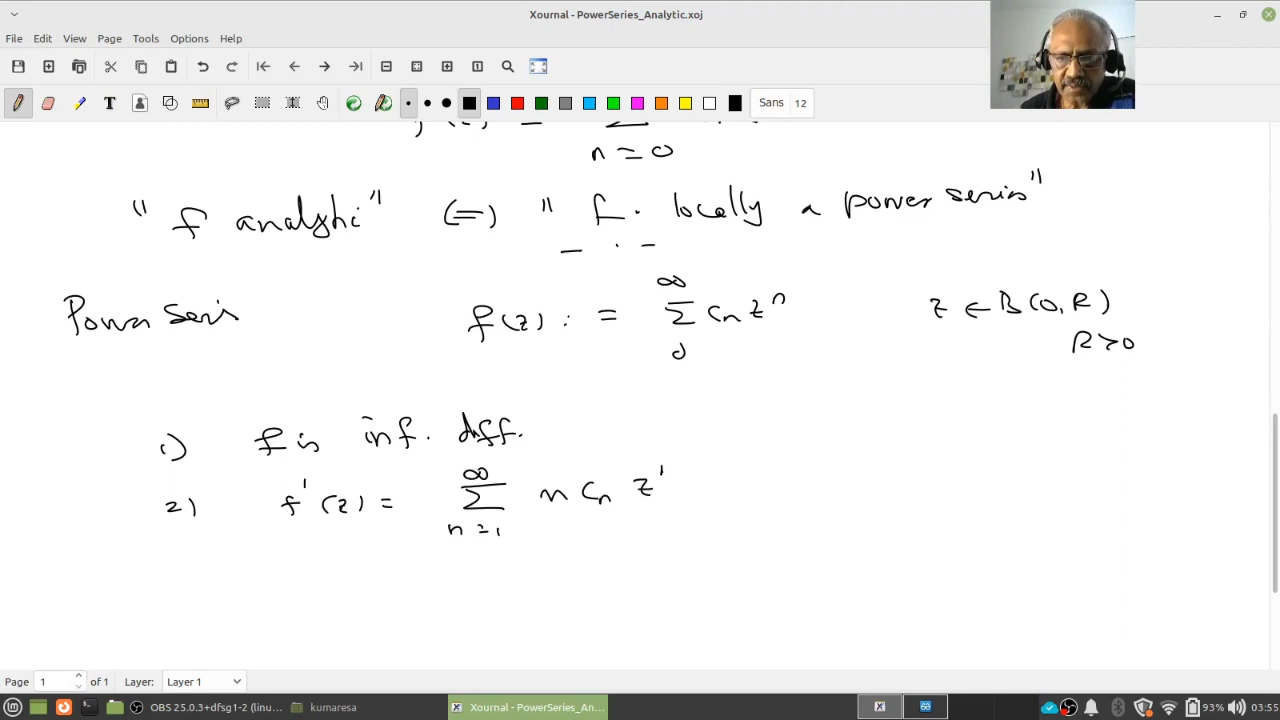 Xournal - PowerSeries_Analytic.xoj
File Edit View Page Tools Options Help
Sans 12
n = 0
" f analytic" (=) " f. locally a power series"
Power Seris f(z) := ∞ Σ 0 cn z^n z ∈ B(0, R)
R > 0
1) f is inf. diff.
2) f'(z) = ∞ Σ n=1 n cn z'
Page 1 of 1 Layer: Layer 1
OBS 25.0.3+dfsg1-2 (linu... kumaresa Xournal - PowerSeries_An... 93% 03:55